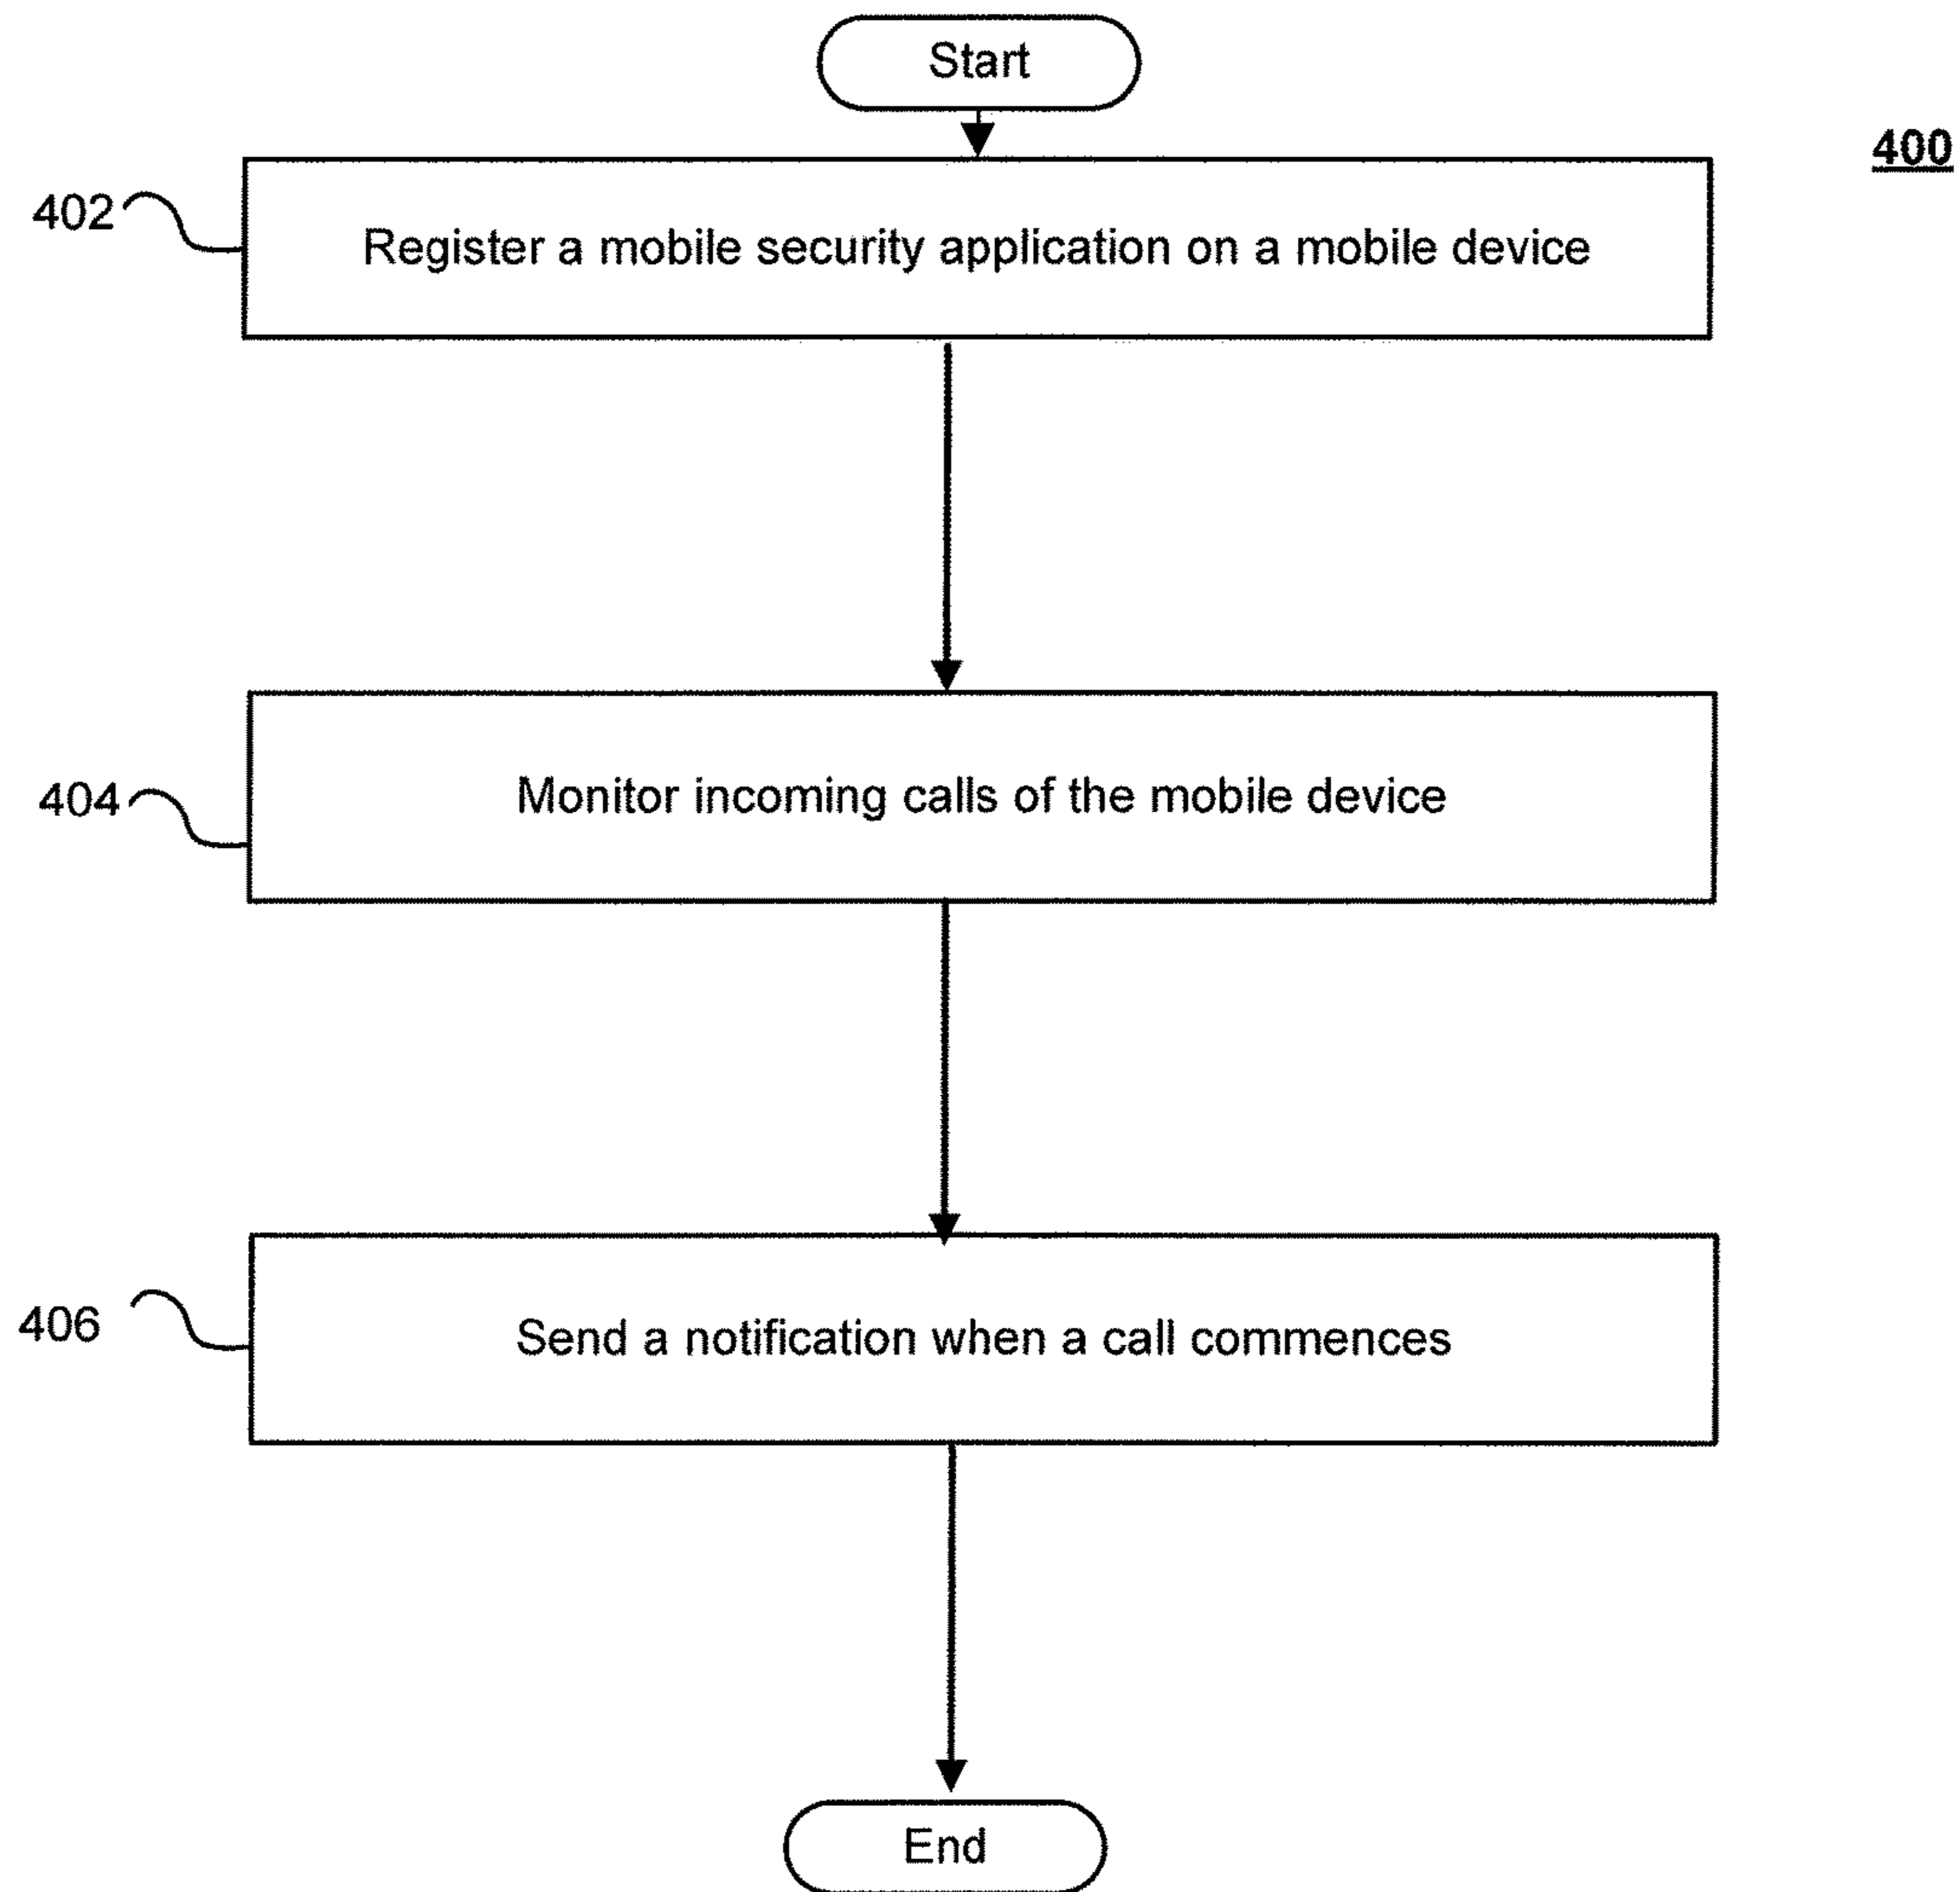 Start
400
402
Register a mobile security application on a mobile device
404
Monitor incoming calls of the mobile device
406
Send a notification when a call commences
End